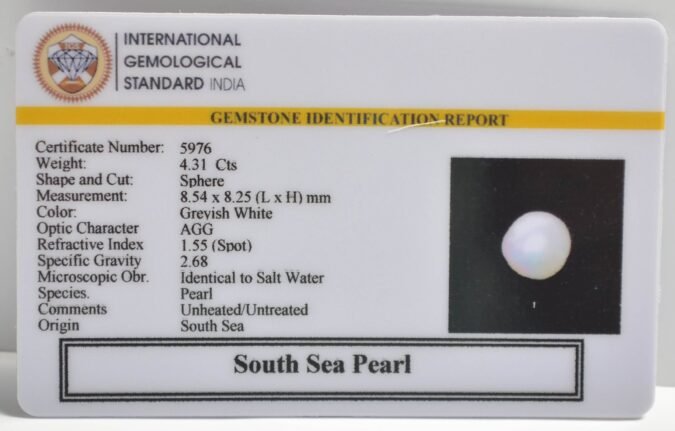 INTERNATIONAL
GEMOLOGICAL
STANDARD INDIA
GEMSTONE IDENTIFICATION REPORT
Certificate Number: 5976
Weight: 4.31 Cts
Shape and Cut: Sphere
Measurement: 8.54 x 8.25 (L x H) mm
Color: Greyish White
Optic Character AGG
Refractive Index 1.55 (Spot)
Specific Gravity 2.68
Microscopic Obr. Identical to Salt Water
Species. Pearl
Comments Unheated/Untreated
Origin South Sea
South Sea Pearl